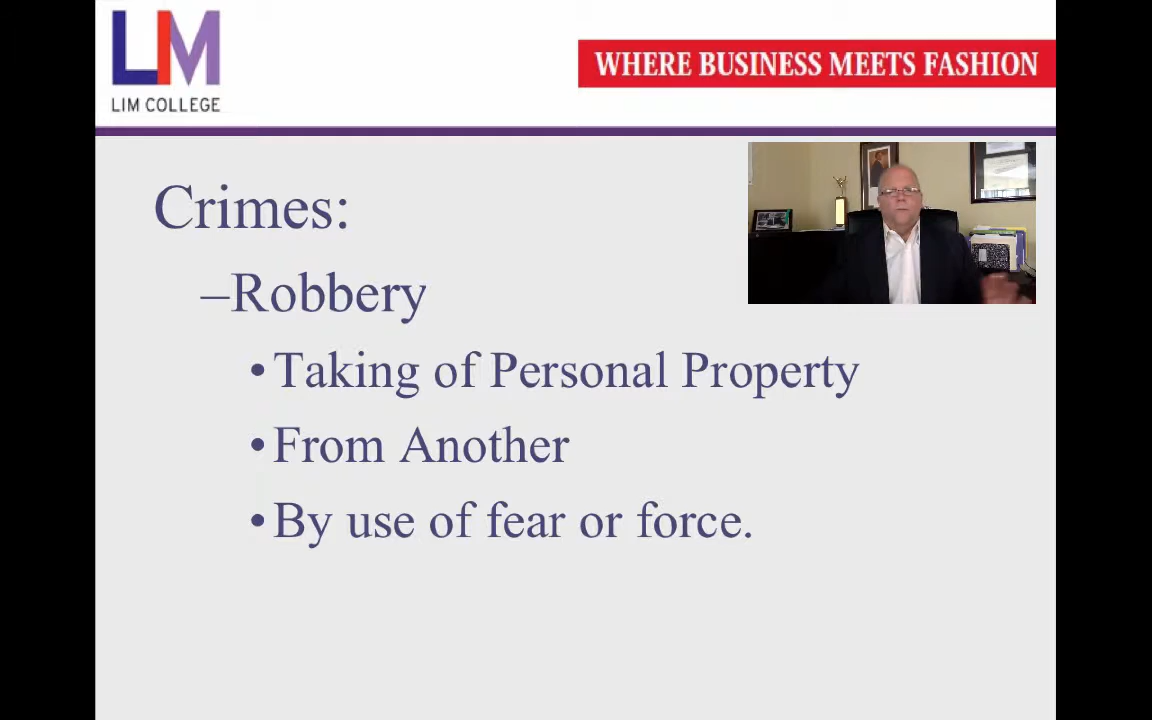 LIM
LIM COLLEGE
WHERE BUSINESS MEETS FASHION
Crimes:
–Robbery
•Taking of Personal Property
•From Another
•By use of fear or force.